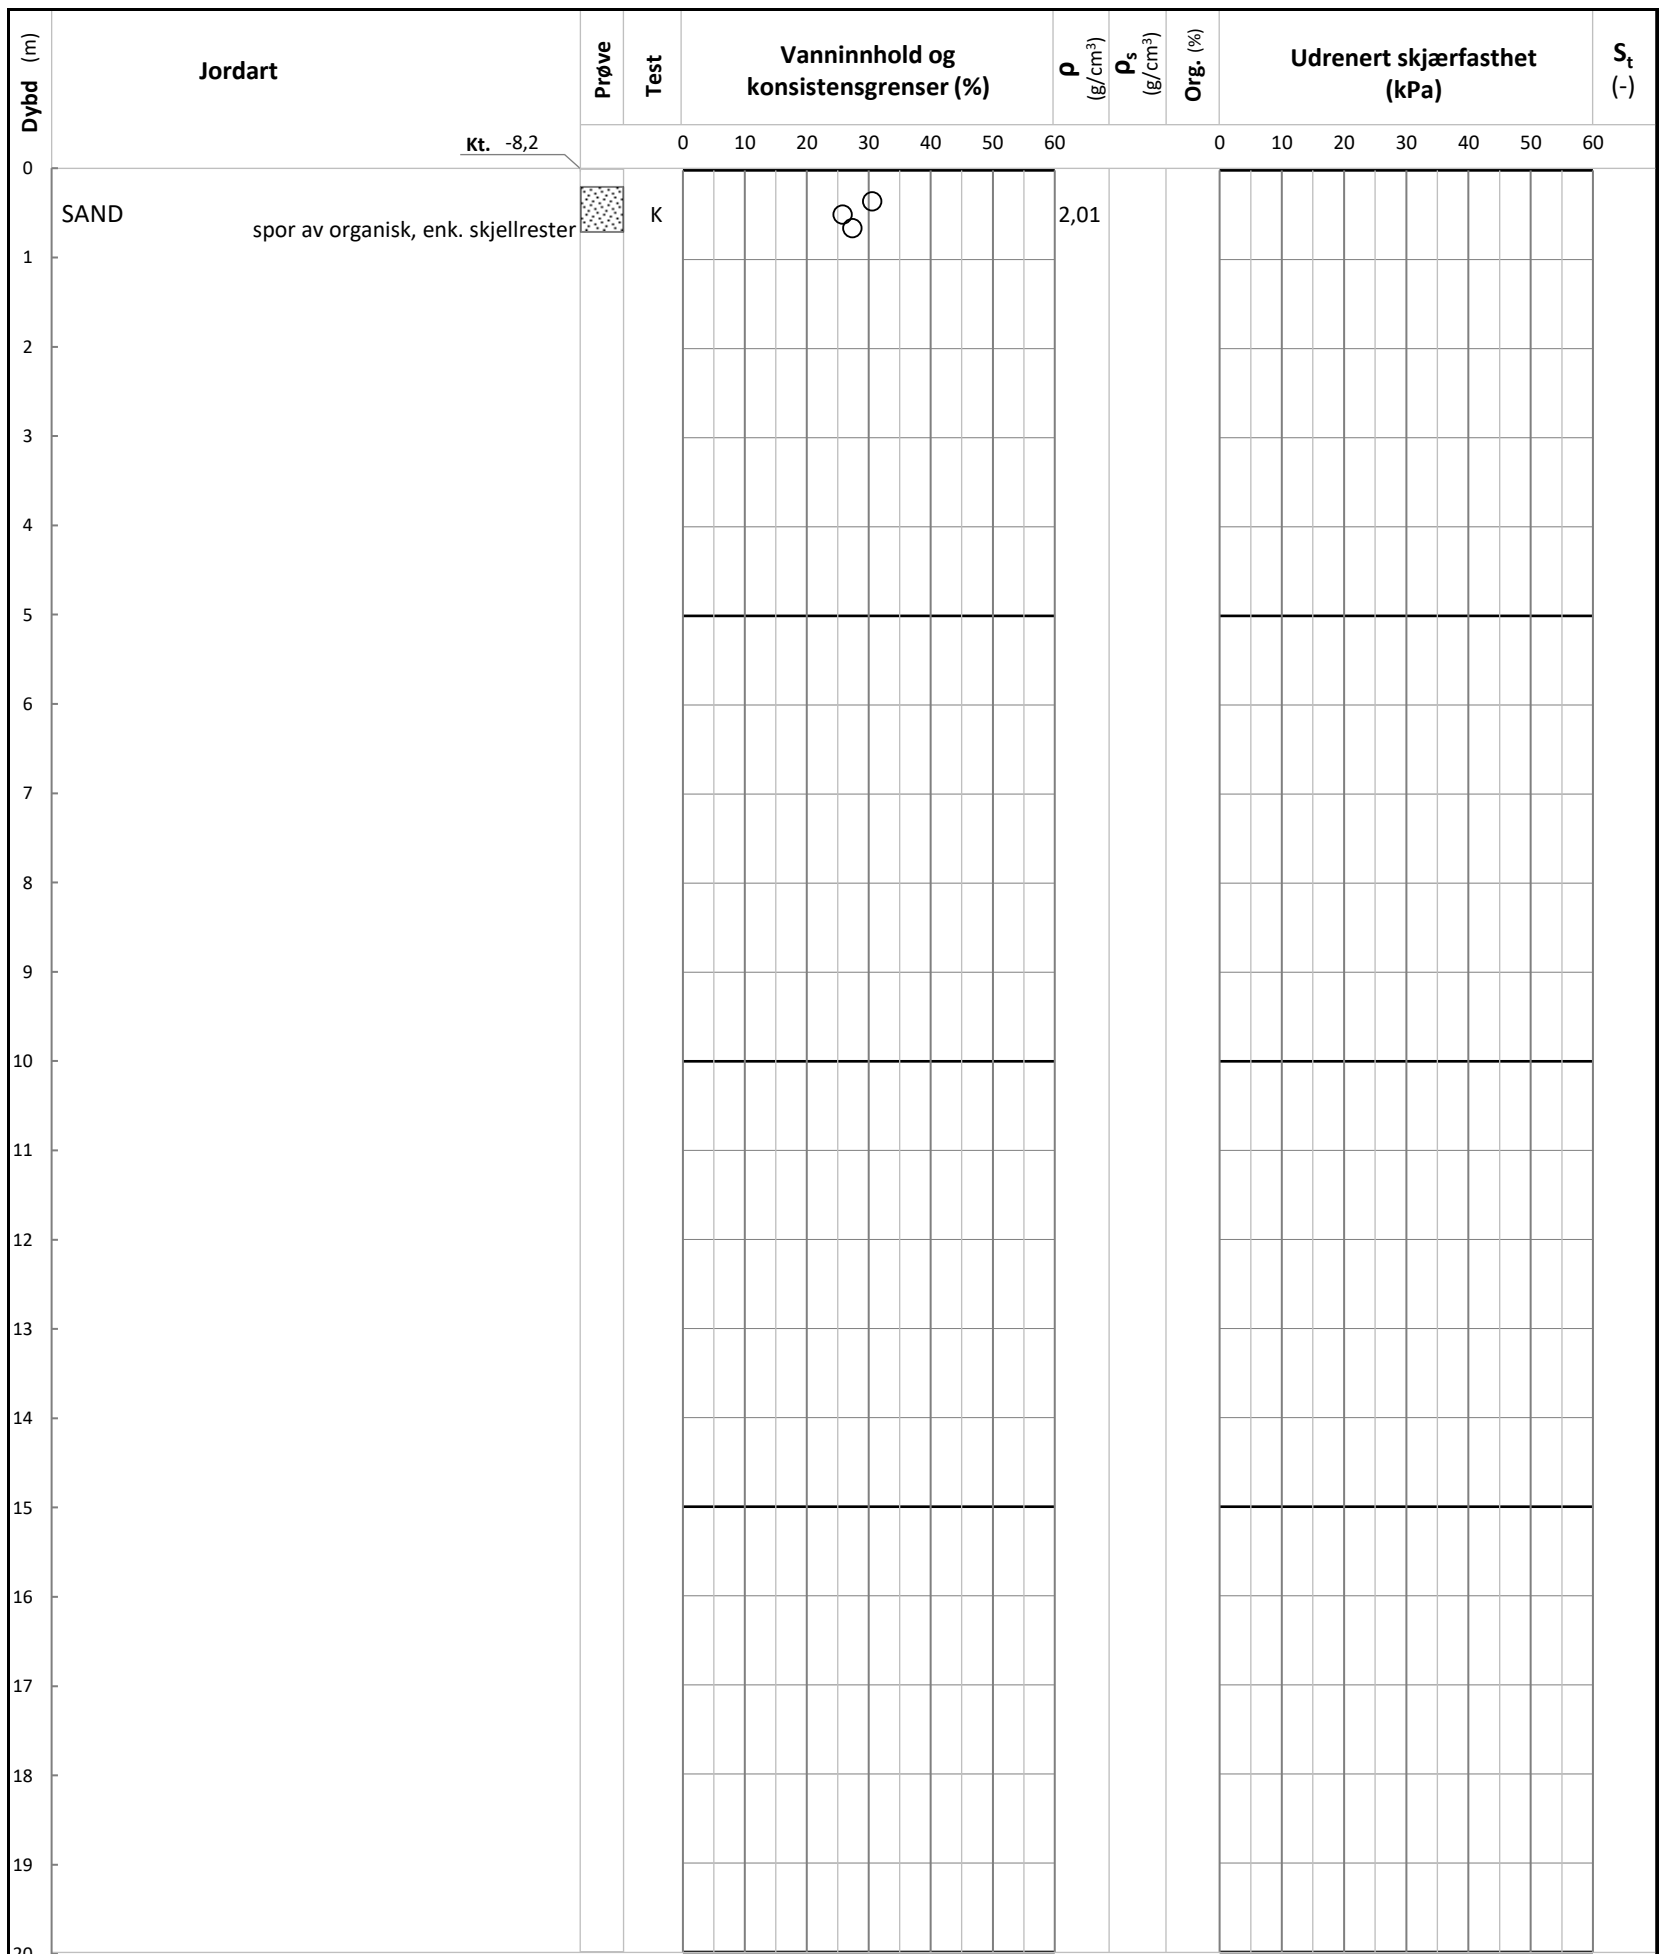 Dybd (m)
Jordart
Prøve
Test
Vanninnhold og
konsistensgrenser (%)
ρ
(g/cm³)
ρs
(g/cm³)
Org. (%)
Udrenert skjærfasthet
(kPa)
St
(-)
Kt. -8,2
0 10 20 30 40 50 60
0 10 20 30 40 50 60
0
SAND
K
2,01
spor av organisk, enk. skjellrester
1
2
3
4
5
6
7
8
9
10
11
12
13
14
15
16
17
18
19
20